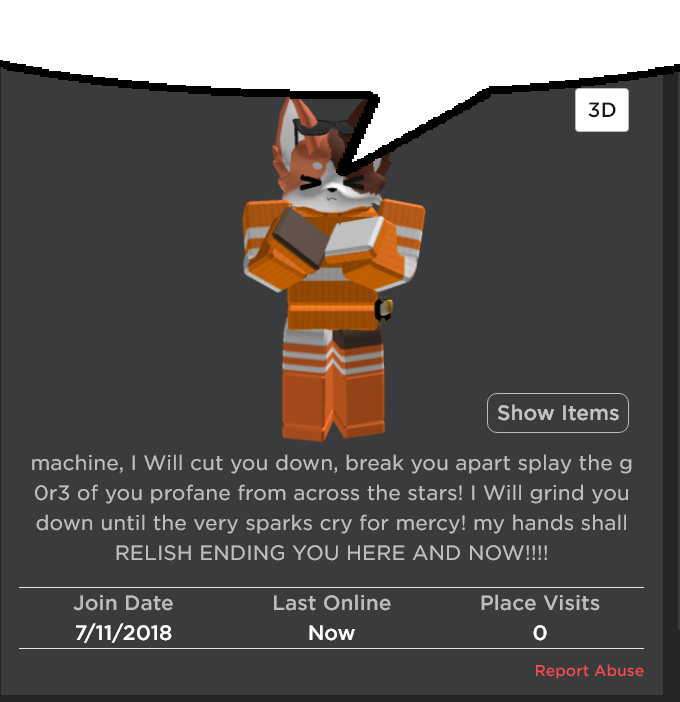 3D
Show Items
machine, I Will cut you down, break you apart splay the g
0r3 of you profane from across the stars! I Will grind you
down until the very sparks cry for mercy! my hands shall
RELISH ENDING YOU HERE AND NOW!!!!
Join Date Last Online Place Visits
7/11/2018 Now 0
Report Abuse